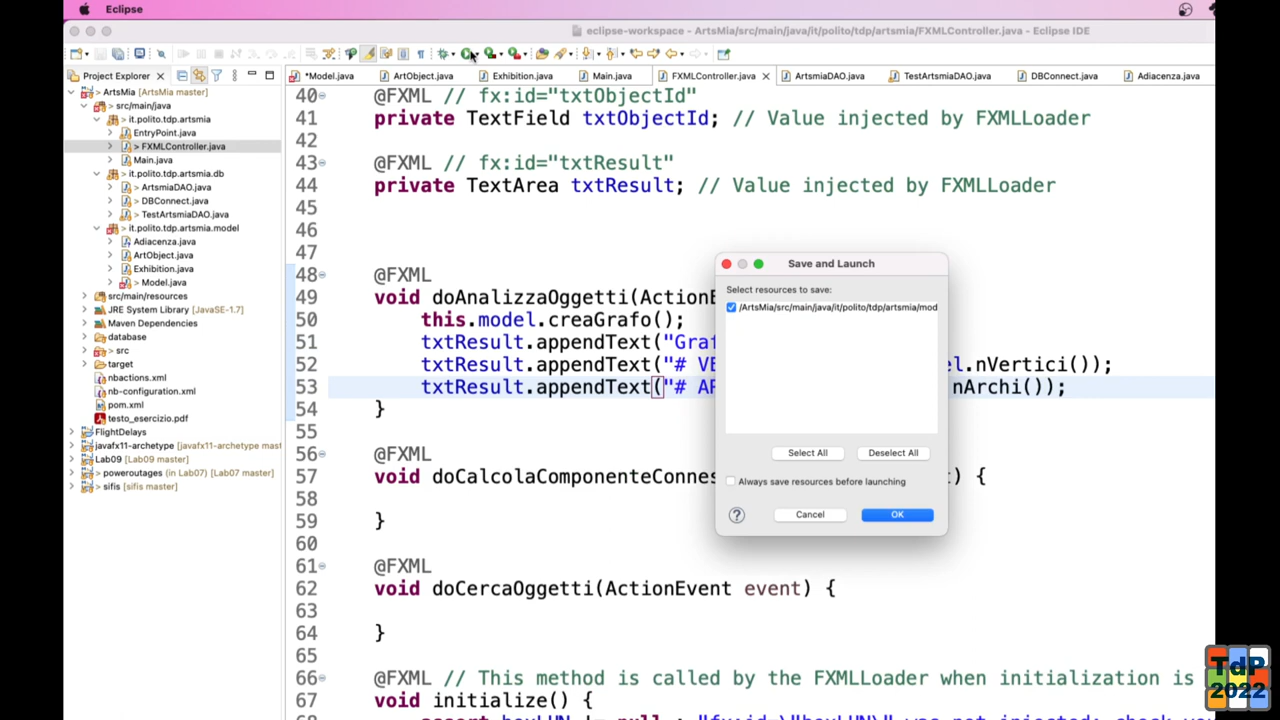 Eclipse
eclipse-workspace - ArtsMia/src/main/java/it/polito/tdp/artsmia/FXMLController.java - Eclipse IDE
Project Explorer
*Model.java
ArtObject.java
Exhibition.java
Main.java
FXMLController.java
ArtsmiaDAO.java
TestArtsmiaDAO.java
DBConnect.java
Adiacenza.java
ArtsMia [ArtsMia master]
> src/main/java
> it.polito.tdp.artsmia
EntryPoint.java
> FXMLController.java
Main.java
> it.polito.tdp.artsmia.db
> ArtsmiaDAO.java
> DBConnect.java
> TestArtsmiaDAO.java
> it.polito.tdp.artsmia.model
Adiacenza.java
ArtObject.java
Exhibition.java
> Model.java
src/main/resources
JRE System Library [JavaSE-1.7]
Maven Dependencies
database
> src
target
nbactions.xml
nb-configuration.xml
pom.xml
testo_esercizio.pdf
FlightDelays
javafx11-archetype [javafx11-archetype mast
Lab09 [Lab09 master]
> poweroutages (in Lab07) [Lab07 master]
> sifis [master]
40 @FXML // fx:id="txtObjectId"
41 private TextField txtObjectId; // Value injected by FXMLLoader
42
43 @FXML // fx:id="txtResult"
44 private TextArea txtResult; // Value injected by FXMLLoader
45
46
47
48 @FXML
49 void doAnalizzaOggetti(ActionE
50 this.model.creaGrafo();
51 txtResult.appendText("Graf
52 txtResult.appendText("# VE el.nVertici());
53 txtResult.appendText("# AR nArchi());
54 }
55
56 @FXML
57 void doCalcolaComponenteConnes t) {
58
59 }
60
61 @FXML
62 void doCercaOggetti(ActionEvent event) {
63
64 }
65
66 @FXML // This method is called by the FXMLLoader when initialization is
67 void initialize() {
Save and Launch
Select resources to save:
/ArtsMia/src/main/java/it/polito/tdp/artsmia/mod
Select All
Deselect All
Always save resources before launching
?
Cancel
OK
TdP
2022